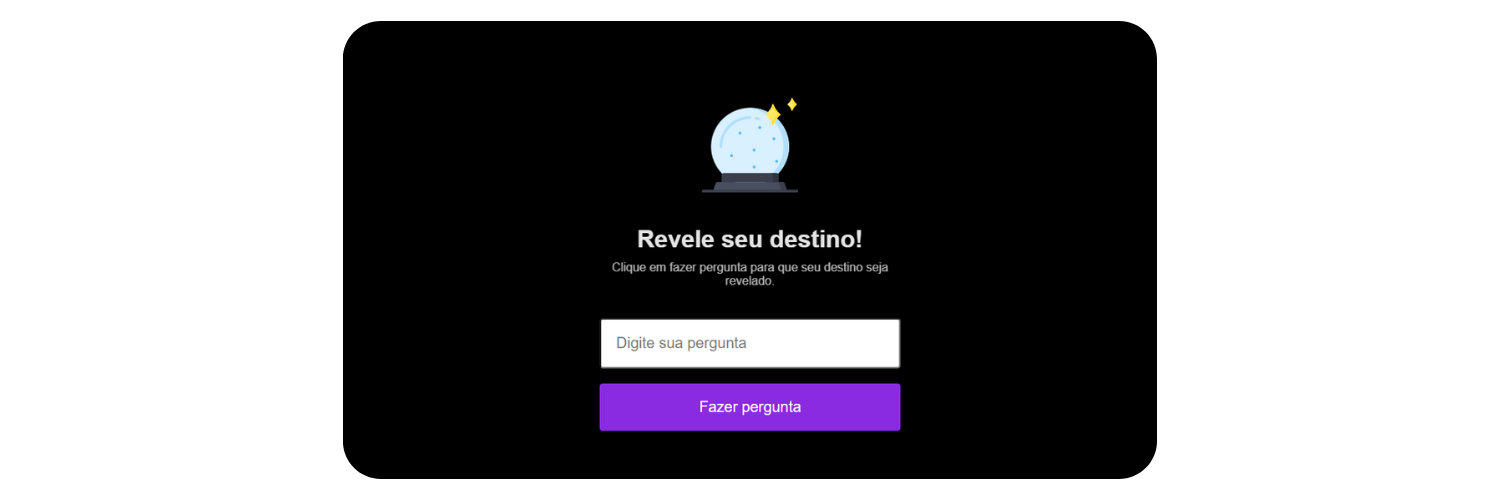 Revele seu destino!
Clique em fazer pergunta para que seu destino seja
revelado.
Digite sua pergunta
Fazer pergunta